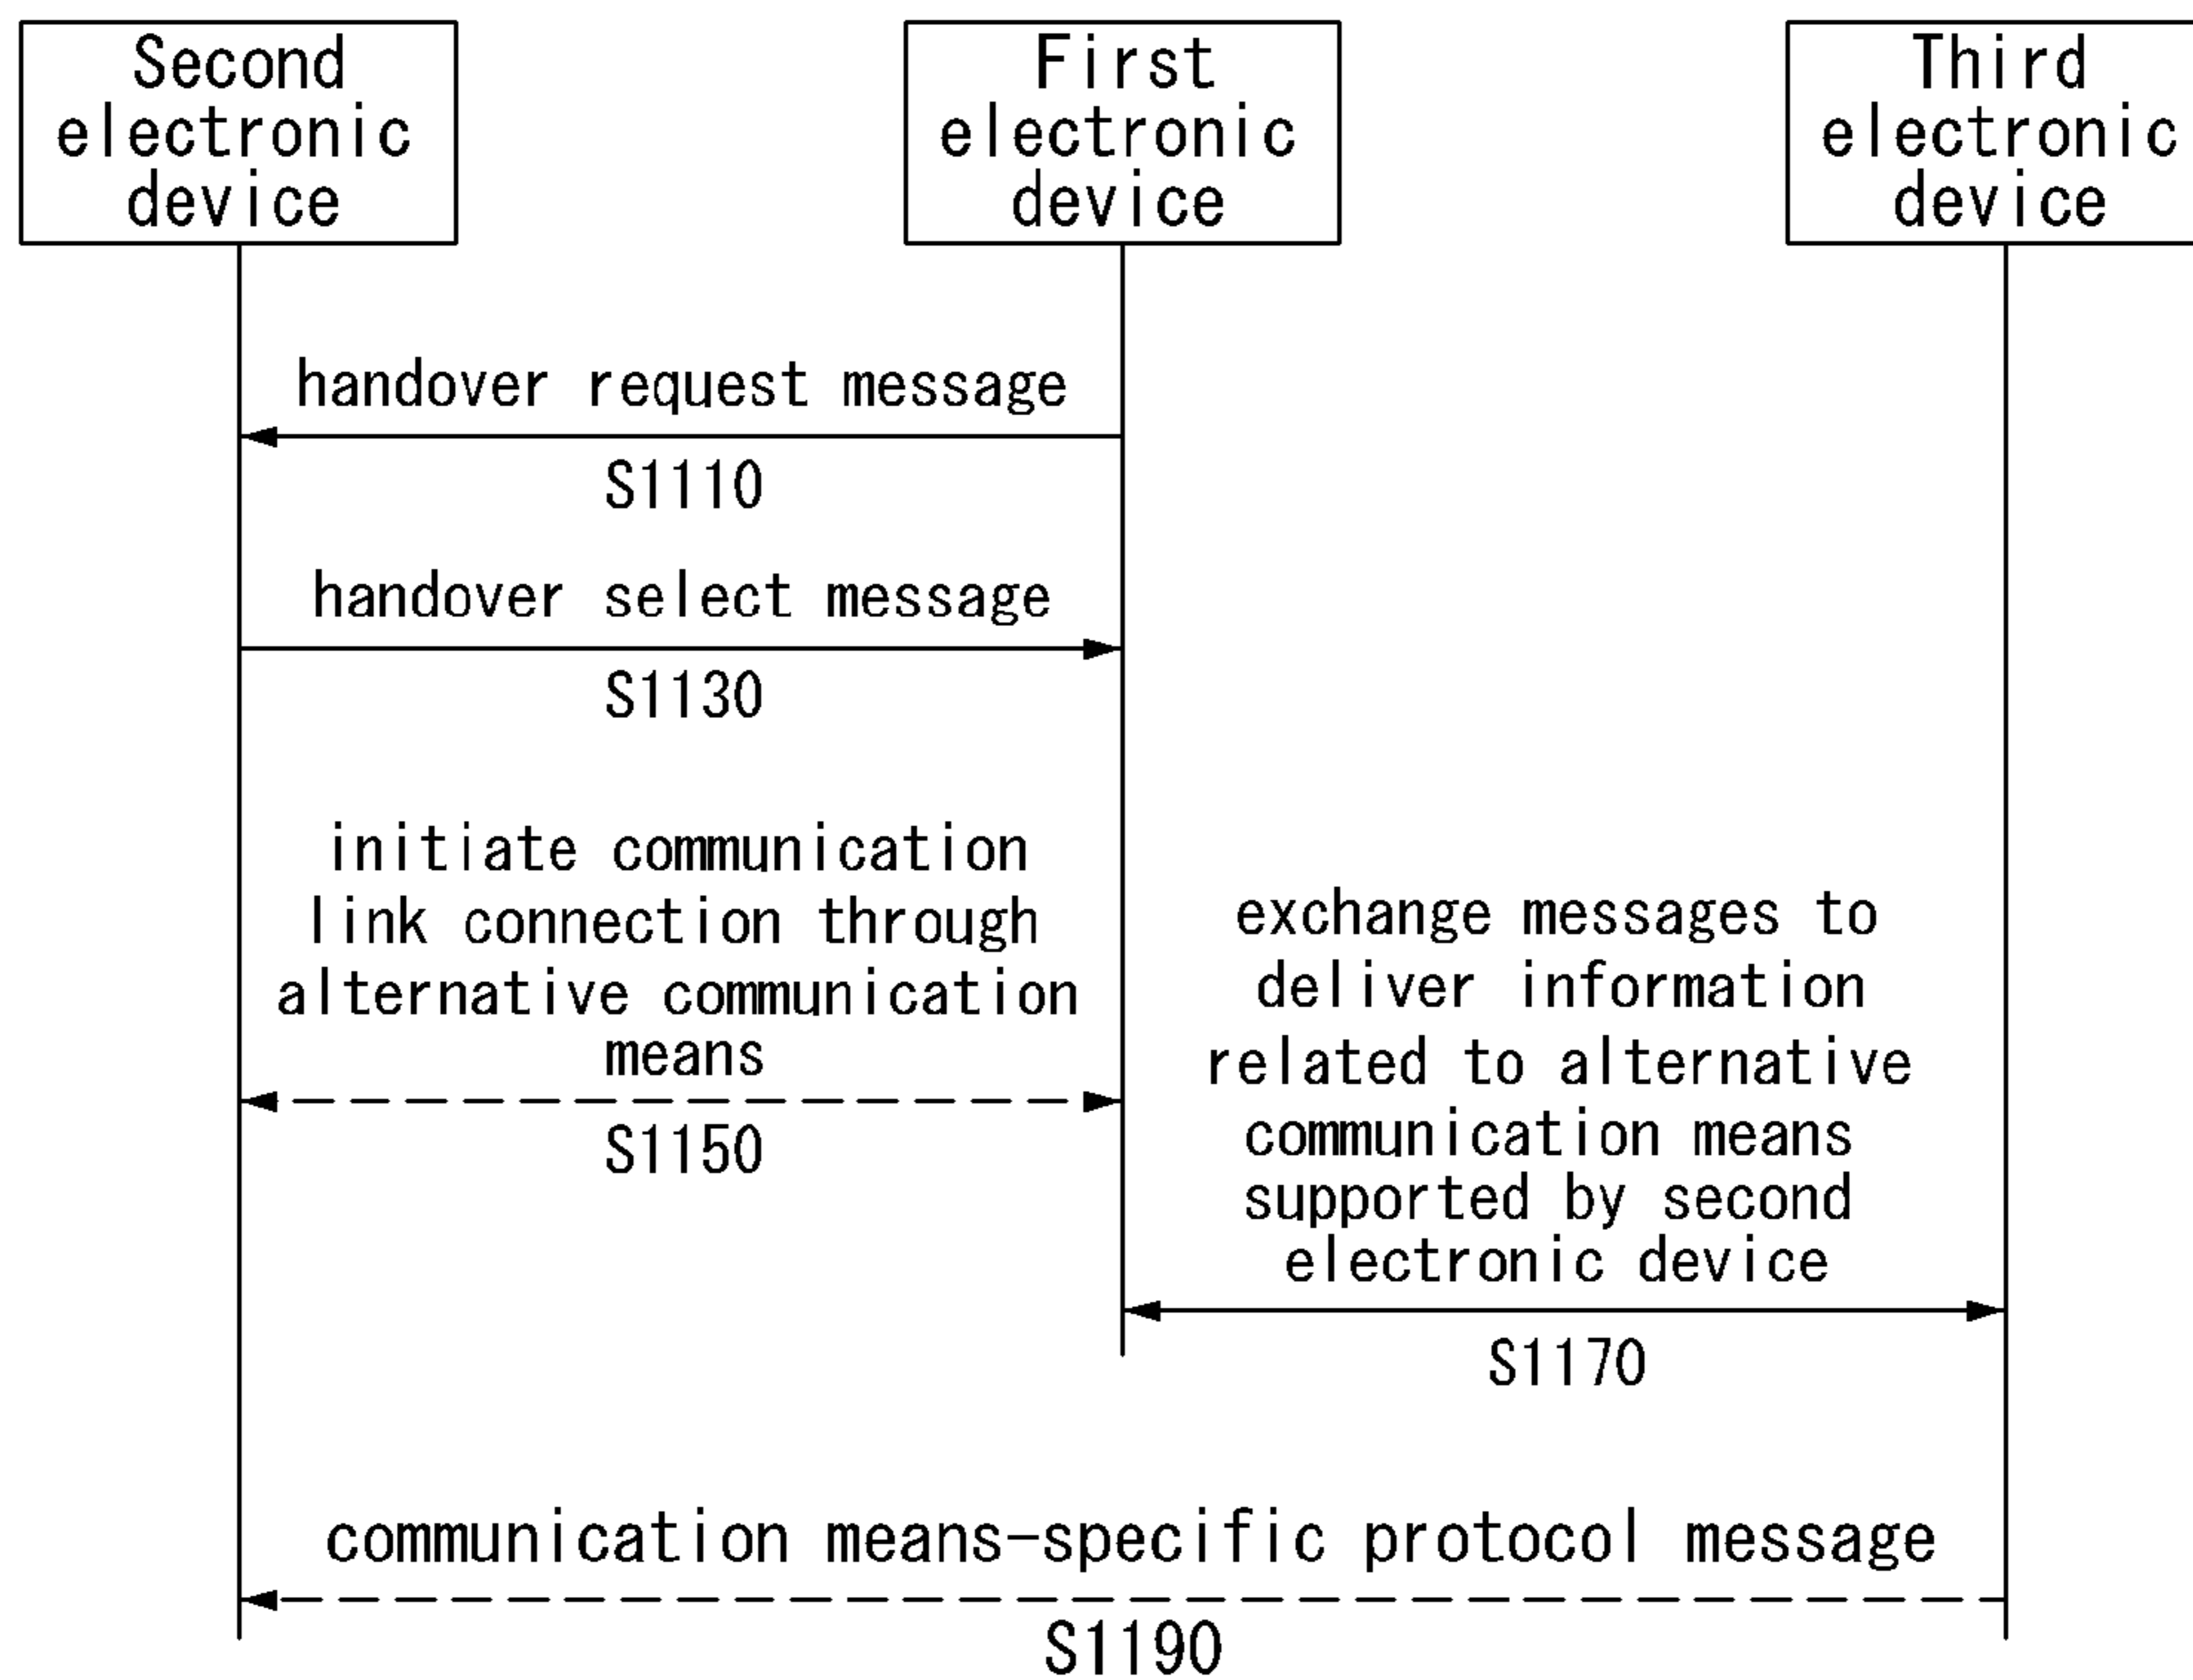 Second
electronic
device
First
electronic
device
Third
electronic
device
handover request message
S1110
handover select message
S1130
initiate communication
link connection through
alternative communication
means
S1150
exchange messages to
deliver information
related to alternative
communication means
supported by second
electronic device
S1170
communication means-specific protocol message
S1190